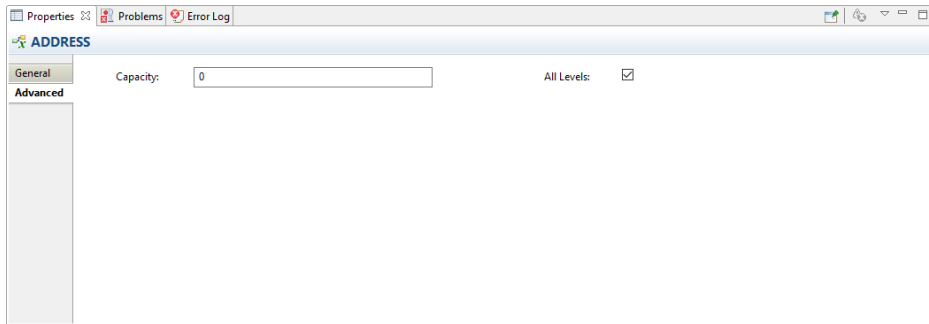 Properties Problems Error Log
ADDRESS
General
Capacity: 0 All Levels:
Advanced